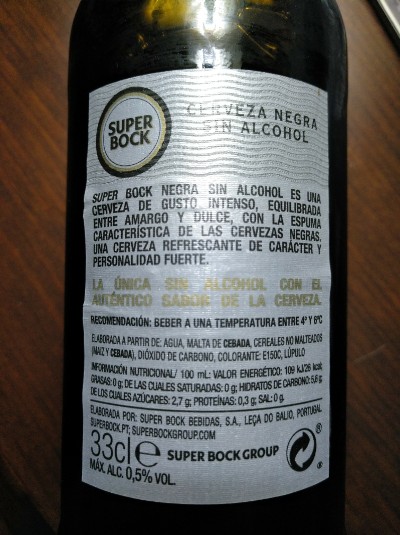 SUPER
BOCK
CERVEZA NEGRA
SIN ALCOHOL
SUPER BOCK NEGRA SIN ALCOHOL ES UNA
CERVEZA DE GUSTO INTENSO, EQUILIBRADA
ENTRE AMARGO Y DULCE, CON LA ESPUMA
CARACTERÍSTICA DE LAS CERVEZAS NEGRAS.
UNA CERVEZA REFRESCANTE DE CARÁCTER Y
PERSONALIDAD FUERTE.
LA ÚNICA SIN ALCOHOL CON EL
AUTÉNTICO SABOR DE LA CERVEZA.
RECOMENDACIÓN: BEBER A UNA TEMPERATURA ENTRE 4º Y 6ºC
ELABORADA A PARTIR DE: AGUA, MALTA DE CEBADA, CEREALES NO MALTEADOS
(MAIZ Y CEBADA), DIÓXIDO DE CARBONO, COLORANTE: E150C, LÚPULO
INFORMACIÓN NUTRICIONAL/ 100 mL: VALOR ENERGÉTICO: 109 kJ/26 kcal,
GRASAS: 0 g; DE LAS CUALES SATURADAS: 0 g; HIDRATOS DE CARBONO: 5,6 g;
DE LOS CUALES AZÚCARES: 2,7 g; PROTEÍNAS: 0,3 g; SAL: 0 g.
ELABORADA POR: SUPER BOCK BEBIDAS, S.A., LEÇA DO BALIO, PORTUGAL
SUPERBOCK.PT; SUPERBOCKGROUP.COM
33cl e SUPER BOCK GROUP
MÁX. ALC. 0,5% VOL.